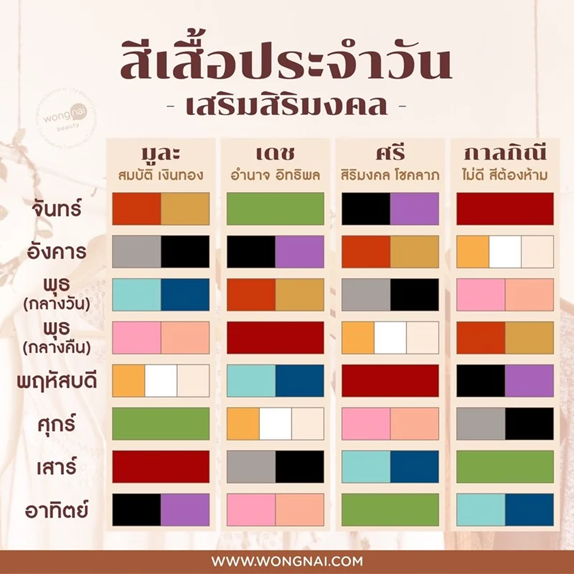 สีเสื้อประจำวัน
- เสริมสิริมงคล -
wongnai
beauty
มูละ เดช ศรี กาลกิณี
สมบัติ เงินทอง อำนาจ อิทธิพล สิริมงคล โชคลาภ ไม่ดี สีต้องห้าม
จันทร์
อังคาร
พุธ
(กลางวัน)
พุธ
(กลางคืน)
พฤหัสบดี
ศุกร์
เสาร์
อาทิตย์
WWW.WONGNAI.COM